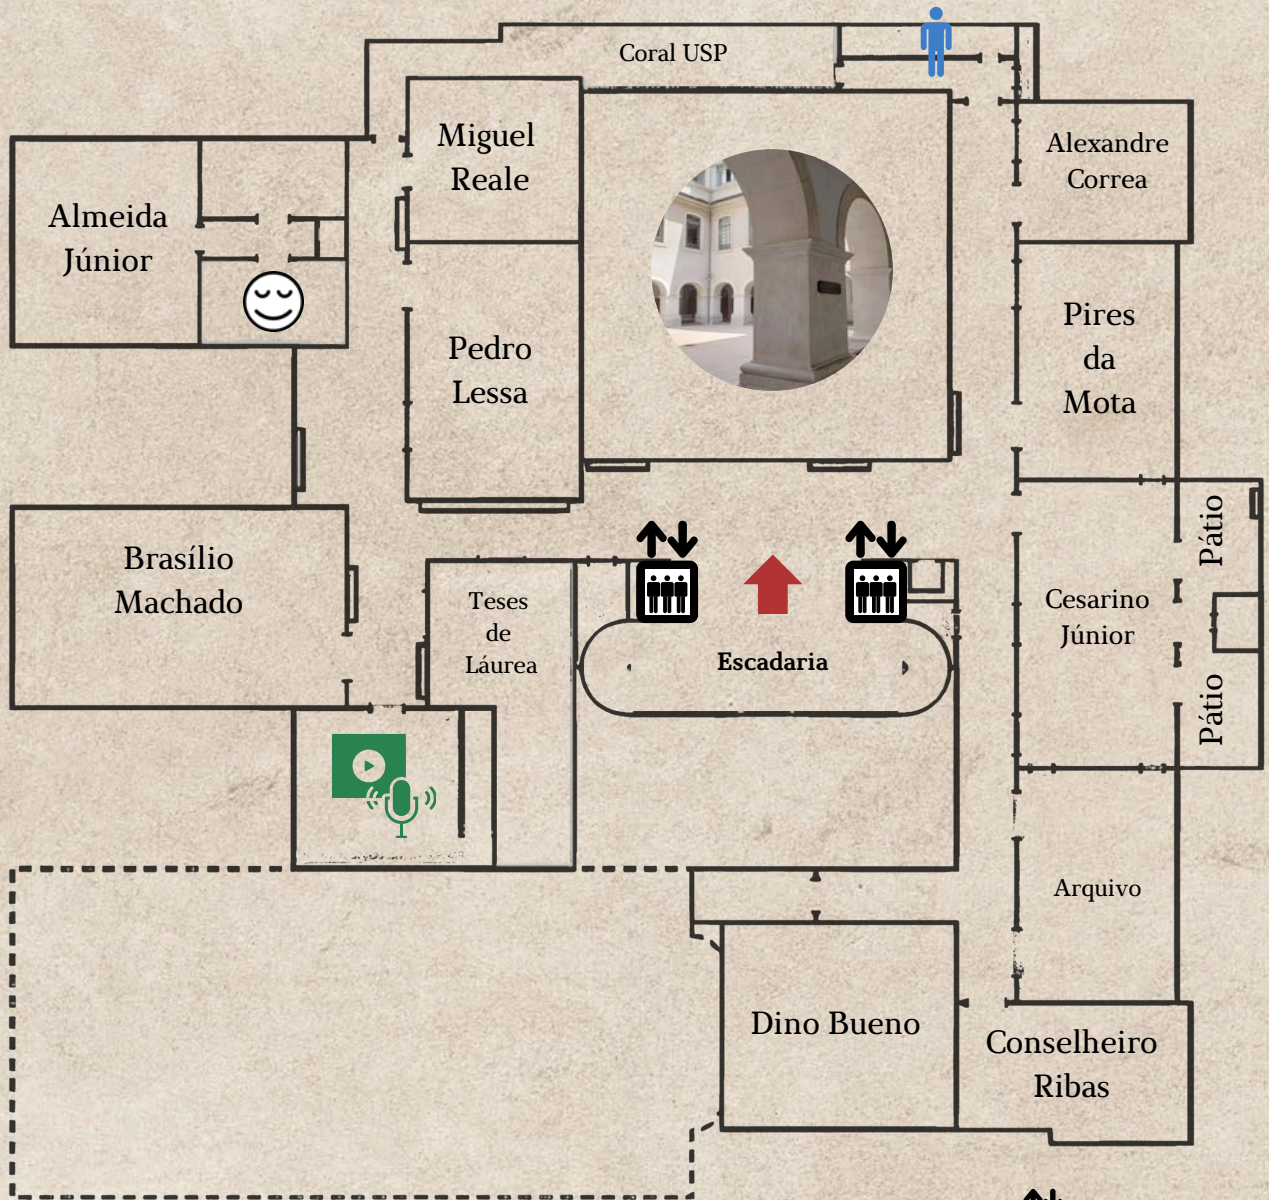 Coral USP
Miguel
Reale
Alexandre
Correa
Almeida
Júnior
Pedro
Lessa
Pires
da
Mota
Brasílio
Machado
Teses
de
Láurea
Escadaria
Cesarino
Júnior
Pátio
Pátio
Arquivo
Dino Bueno
Conselheiro
Ribas